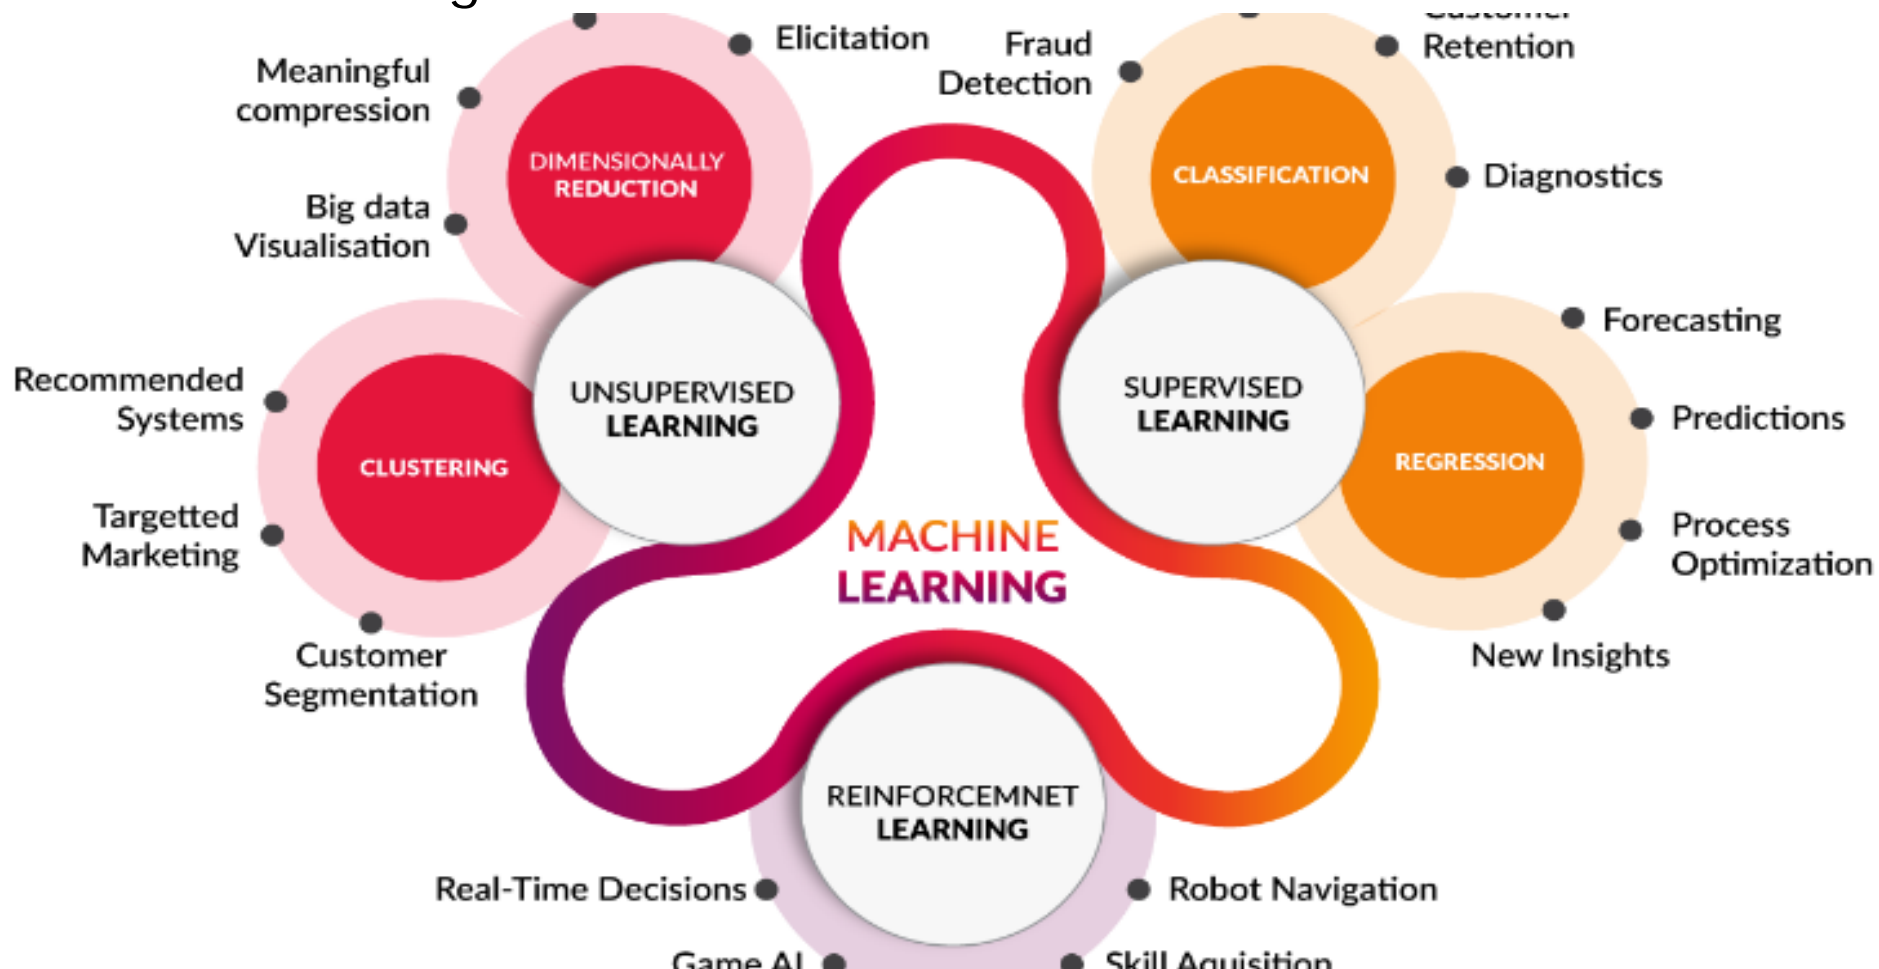 Elicitation
Meaningful
compression
DIMENSIONALLY
REDUCTION
Big data
Visualisation
Fraud
Detection
Customer
Retention
CLASSIFICATION
Diagnostics
Recommended
Systems
CLUSTERING
Targetted
Marketing
Customer
Segmentation
UNSUPERVISED
LEARNING
SUPERVISED
LEARNING
Forecasting
Predictions
REGRESSION
Process
Optimization
New Insights
MACHINE
LEARNING
REINFORCEMNET
LEARNING
Real-Time Decisions
Robot Navigation
Game AI
Skill Aquisition